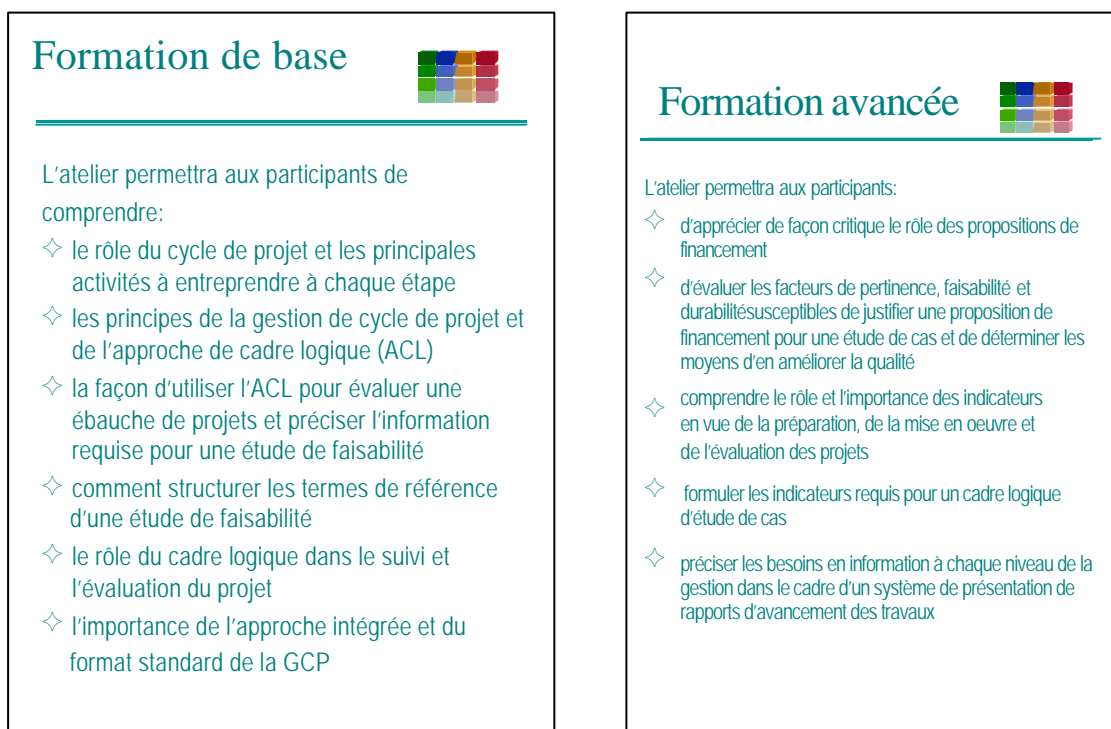 Formation de base
L'atelier permettra aux participants de
comprendre:
le rôle du cycle de projet et les principales
activités à entreprendre à chaque étape
les principes de la gestion de cycle de projet et
de l'approche de cadre logique (ACL)
la façon d'utiliser l'ACL pour évaluer une
ébauche de projets et préciser l'information
requise pour une étude de faisabilité
comment structurer les termes de référence
d'une étude de faisabilité
le rôle du cadre logique dans le suivi et
l'évaluation du projet
l'importance de l'approche intégrée et du
format standard de la GCP
Formation avancée
L'atelier permettra aux participants:
d'apprécier de façon critique le rôle des propositions de
financement
d'évaluer les facteurs de pertinence, faisabilité et
durabilitésusceptibles de justifier une proposition de
financement pour une étude de cas et de déterminer les
moyens d'en améliorer la qualité
comprendre le rôle et l'importance des indicateurs
en vue de la préparation, de la mise en oeuvre et
de l'évaluation des projets
formuler les indicateurs requis pour un cadre logique
d'étude de cas
préciser les besoins en information à chaque niveau de la
gestion dans le cadre d'un système de présentation de
rapports d'avancement des travaux